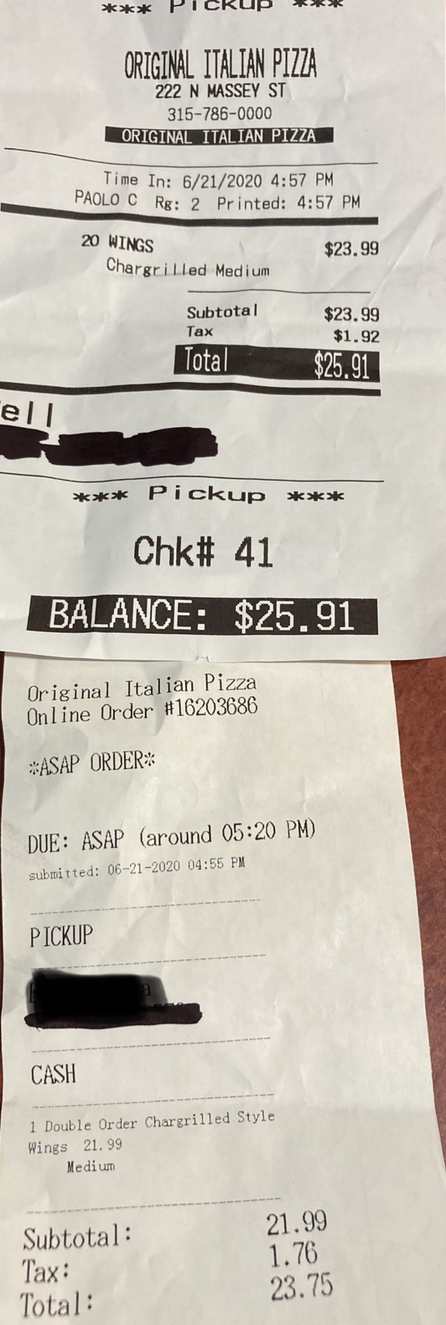 *** Pickup ***
ORIGINAL ITALIAN PIZZA
222 N MASSEY ST
315-786-0000
ORIGINAL ITALIAN PIZZA
Time In: 6/21/2020 4:57 PM
PAOLO C Rg: 2 Printed: 4:57 PM
20 WINGS $23.99
Chargrilled Medium
Subtotal $23.99
Tax $1.92
Total $25.91
ell
*** Pickup ***
Chk# 41
BALANCE: $25.91
Original Italian Pizza
Online Order #16203686
*ASAP ORDER*
DUE: ASAP (around 05:20 PM)
submitted: 06-21-2020 04:55 PM
PICKUP
CASH
1 Double Order Chargrilled Style
Wings 21.99
Medium
Subtotal: 21.99
Tax: 1.76
Total: 23.75